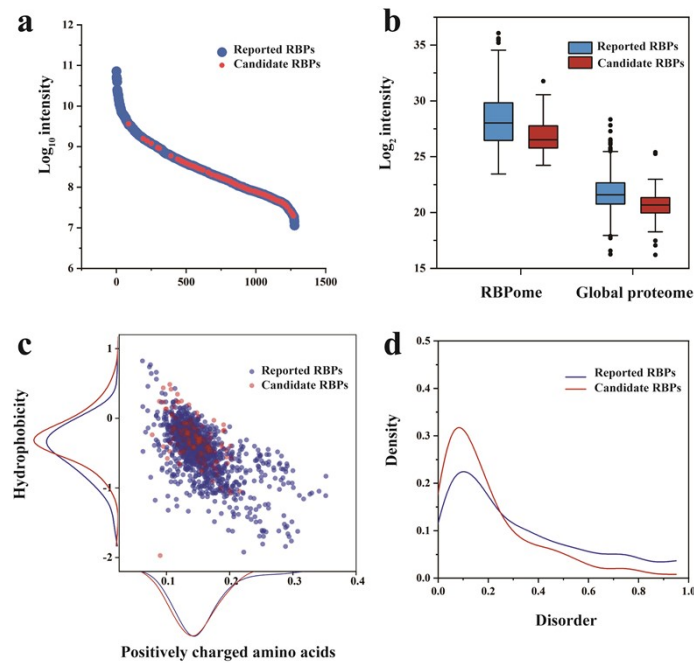 a
Log10 intensity
12
11
10
9
8
7
6
Reported RBPs
Candidate RBPs
0
500
1000
1500
b
Log2 intensity
35
30
25
20
15
Reported RBPs
Candidate RBPs
RBPome
Global proteome
c
Hydrophobicity
1
-0
-1
-2
Reported RBPs
Candidate RBPs
0.1
0.2
0.3
0.4
Positively charged amino acids
d
Density
0.5
0.4
0.3
0.2
0.1
0.0
Reported RBPs
Candidate RBPs
0.0
0.2
0.4
0.6
0.8
1.0
Disorder